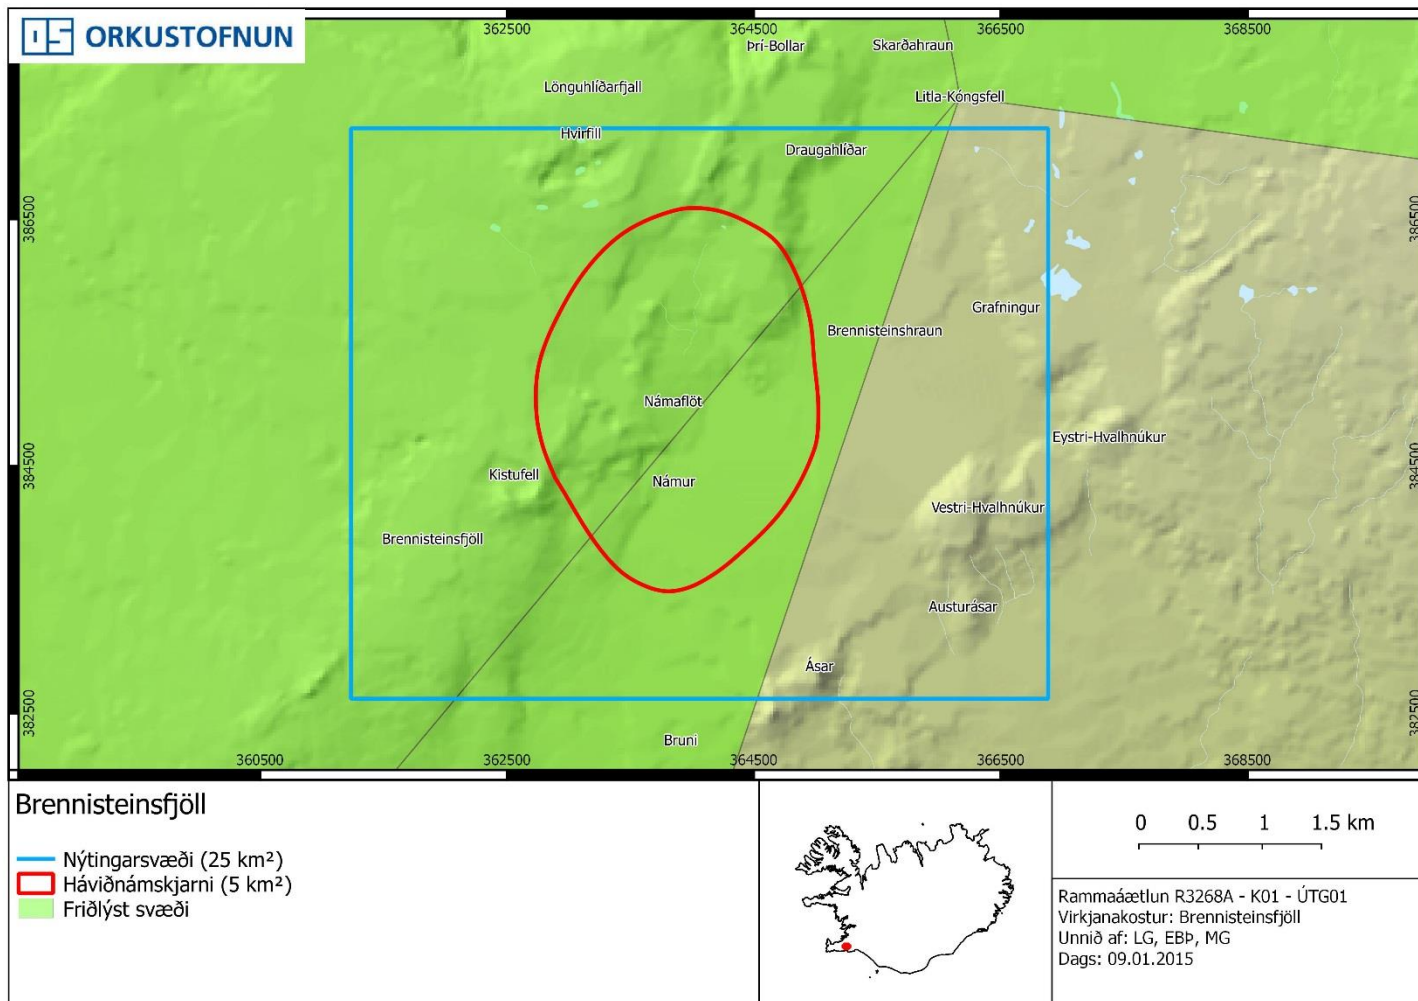 OS ORKUSTOFNUN
362500 364500 366500 368500
Þrí-Bollar
Skarðahraun
Lönguhlíðarfjall
Litla-Kóngsfell
Hvirfill
Draugahlíðar
386500 386500
Grafningur
Brennisteinshraun
Námaflöt
Eystri-Hvalhnúkur
384500 384500
Kistufell
Námur
Vestri-Hvalhnúkur
Brennisteinsfjöll
Austurásar
Ásar
382500 382500
Bruni
360500 362500 364500 366500 368500
Brennisteinsfjöll
Nýtingarsvæði (25 km²)
Háviðnámskjarni (5 km²)
Friðlýst svæði
0 0.5 1 1.5 km
Rammaáætlun R3268A - K01 - ÚTG01
Virkjanakostur: Brennisteinsfjöll
Unnið af: LG, EBÞ, MG
Dags: 09.01.2015